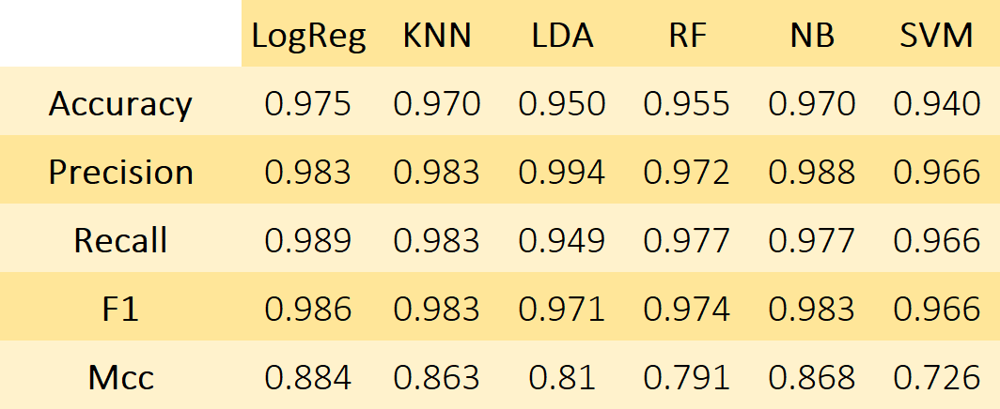 LogReg KNN LDA RF NB SVM
Accuracy 0.975 0.970 0.950 0.955 0.970 0.940
Precision 0.983 0.983 0.994 0.972 0.988 0.966
Recall 0.989 0.983 0.949 0.977 0.977 0.966
F1 0.986 0.983 0.971 0.974 0.983 0.966
Mcc 0.884 0.863 0.81 0.791 0.868 0.726